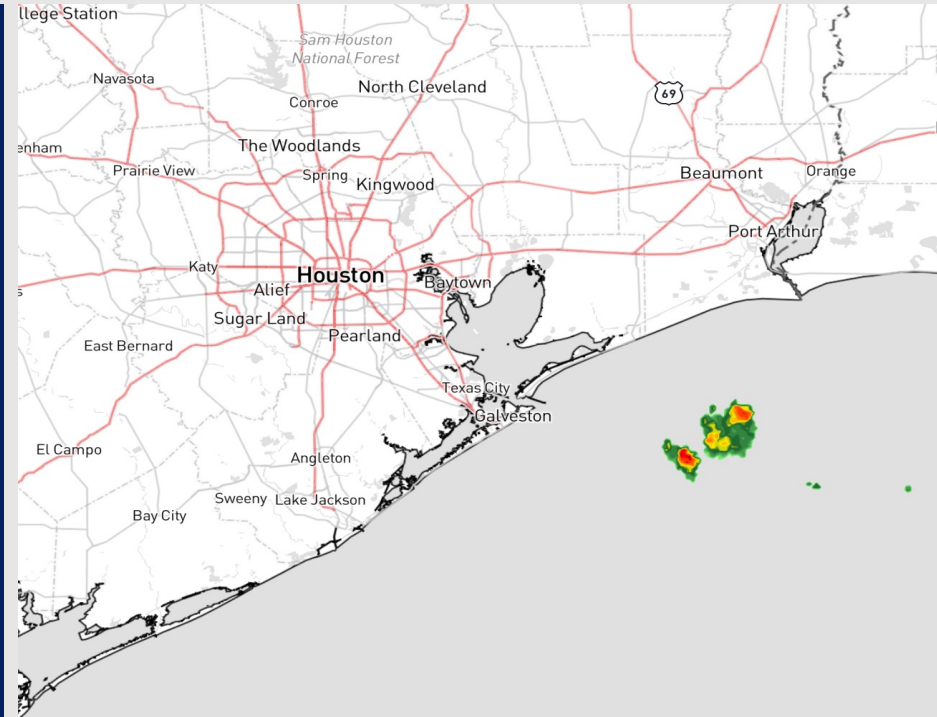 llege Station
Sam Houston
National Forest
Navasota
North Cleveland
69
Conroe
enham
The Woodlands
Prairie View
Spring
Kingwood
Beaumont
Orange
Port Arthur
Katy
Houston
Alief
Baytown
s
Sugar Land
Pearland
East Bernard
Texas City
Galveston
El Campo
Angleton
Sweeny
Lake Jackson
Bay City